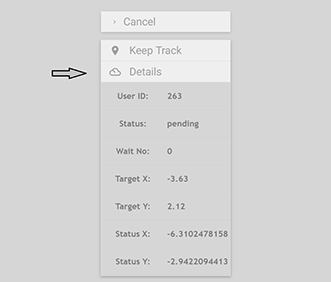 Cancel
Keep Track
Details
User ID: 263
Status: pending
Wait No: 0
Target X: -3.63
Target Y: 2.12
Status X: -6.3102478158
Status Y: -2.9422094413